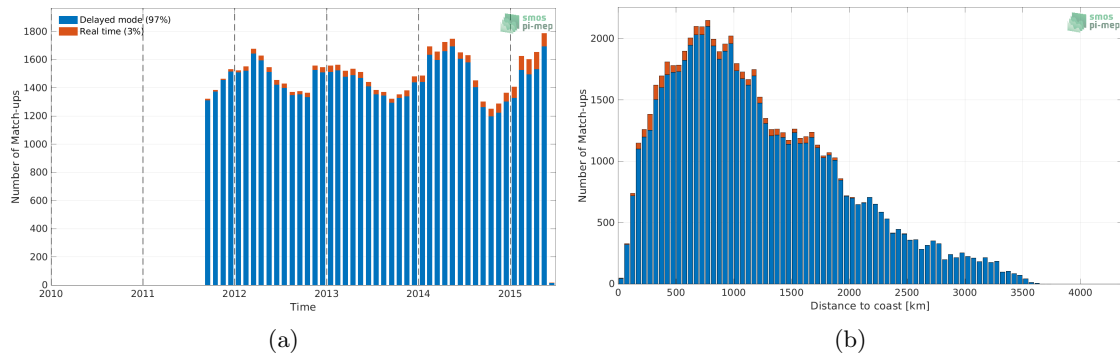 Delayed mode (97%)
Real time (3%)
smos
pi-mep
1800
1600
1400
1200
1000
800
600
400
200
0
Number of Match-ups
2010
2011
2012
2013
2014
2015
Time
(a)
smos
pi-mep
2000
1500
1000
500
0
Number of Match-ups
0
500
1000
1500
2000
2500
3000
3500
4000
Distance to coast [km]
(b)